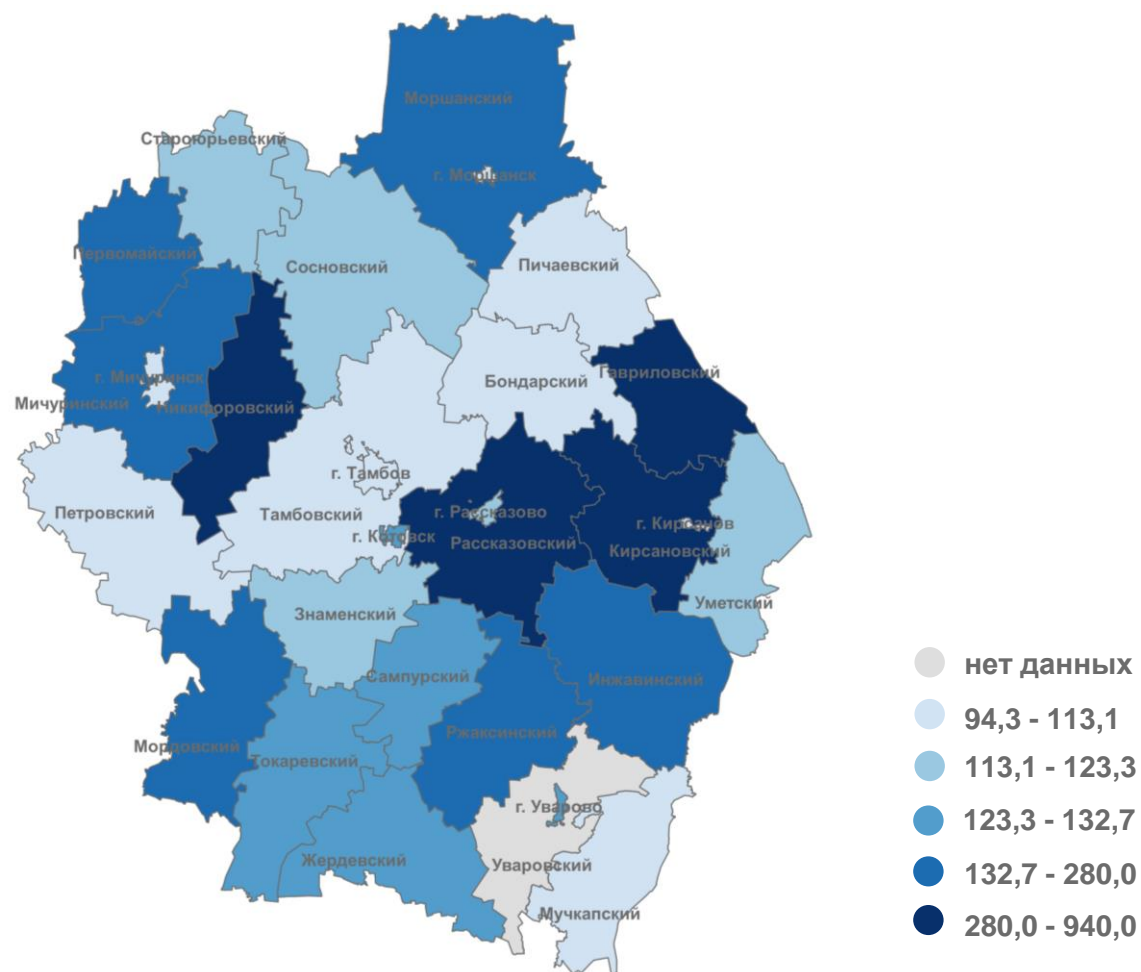 Моршанский
Староюрьевский
г. Моршанск
Первомайский
Сосновский
Пичаевский
г. Мичуринск
Бондарский
Гавриловский
Мичуринский
Никифоровский
г. Тамбов
Петровский
Тамбовский
г. Рассказово
г. Кирсанов
г. Котовск
Рассказовский
Кирсановский
Знаменский
Уметский
Сампурский
Инжавинский
Мордовский
Токаревский
Ржаксинский
г. Уварово
Жердевский
Уваровский
Мучкапский
нет данных
94,3 - 113,1
113,1 - 123,3
123,3 - 132,7
132,7 - 280,0
280,0 - 940,0